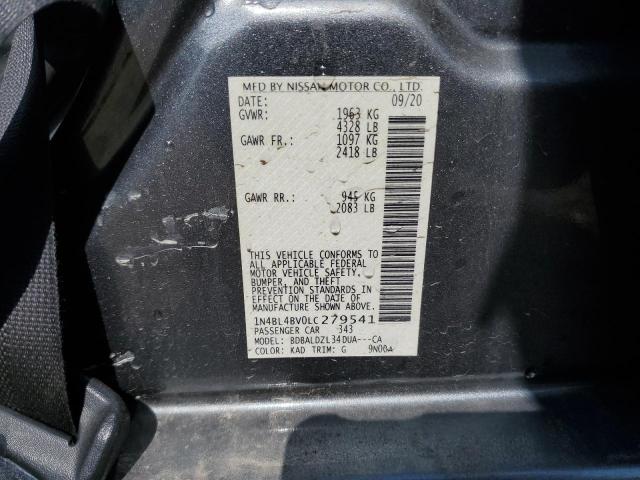 MFD BY NISSAN MOTOR CO., LTD.
DATE: 09/20
GVWR: 1963 KG
4328 LB
GAWR FR.: 1097 KG
2418 LB
GAWR RR.: 945 KG
2083 LB
THIS VEHICLE CONFORMS TO
ALL APPLICABLE FEDERAL
MOTOR VEHICLE SAFETY,
BUMPER, AND THEFT
PREVENTION STANDARDS IN
EFFECT ON THE DATE OF
MANUFACTURE SHOWN ABOVE.
1N4BL4BV0LC279541
PASSENGER CAR 343
MODEL: BDBALDZL34DUA---CA
COLOR: KAD TRIM: G